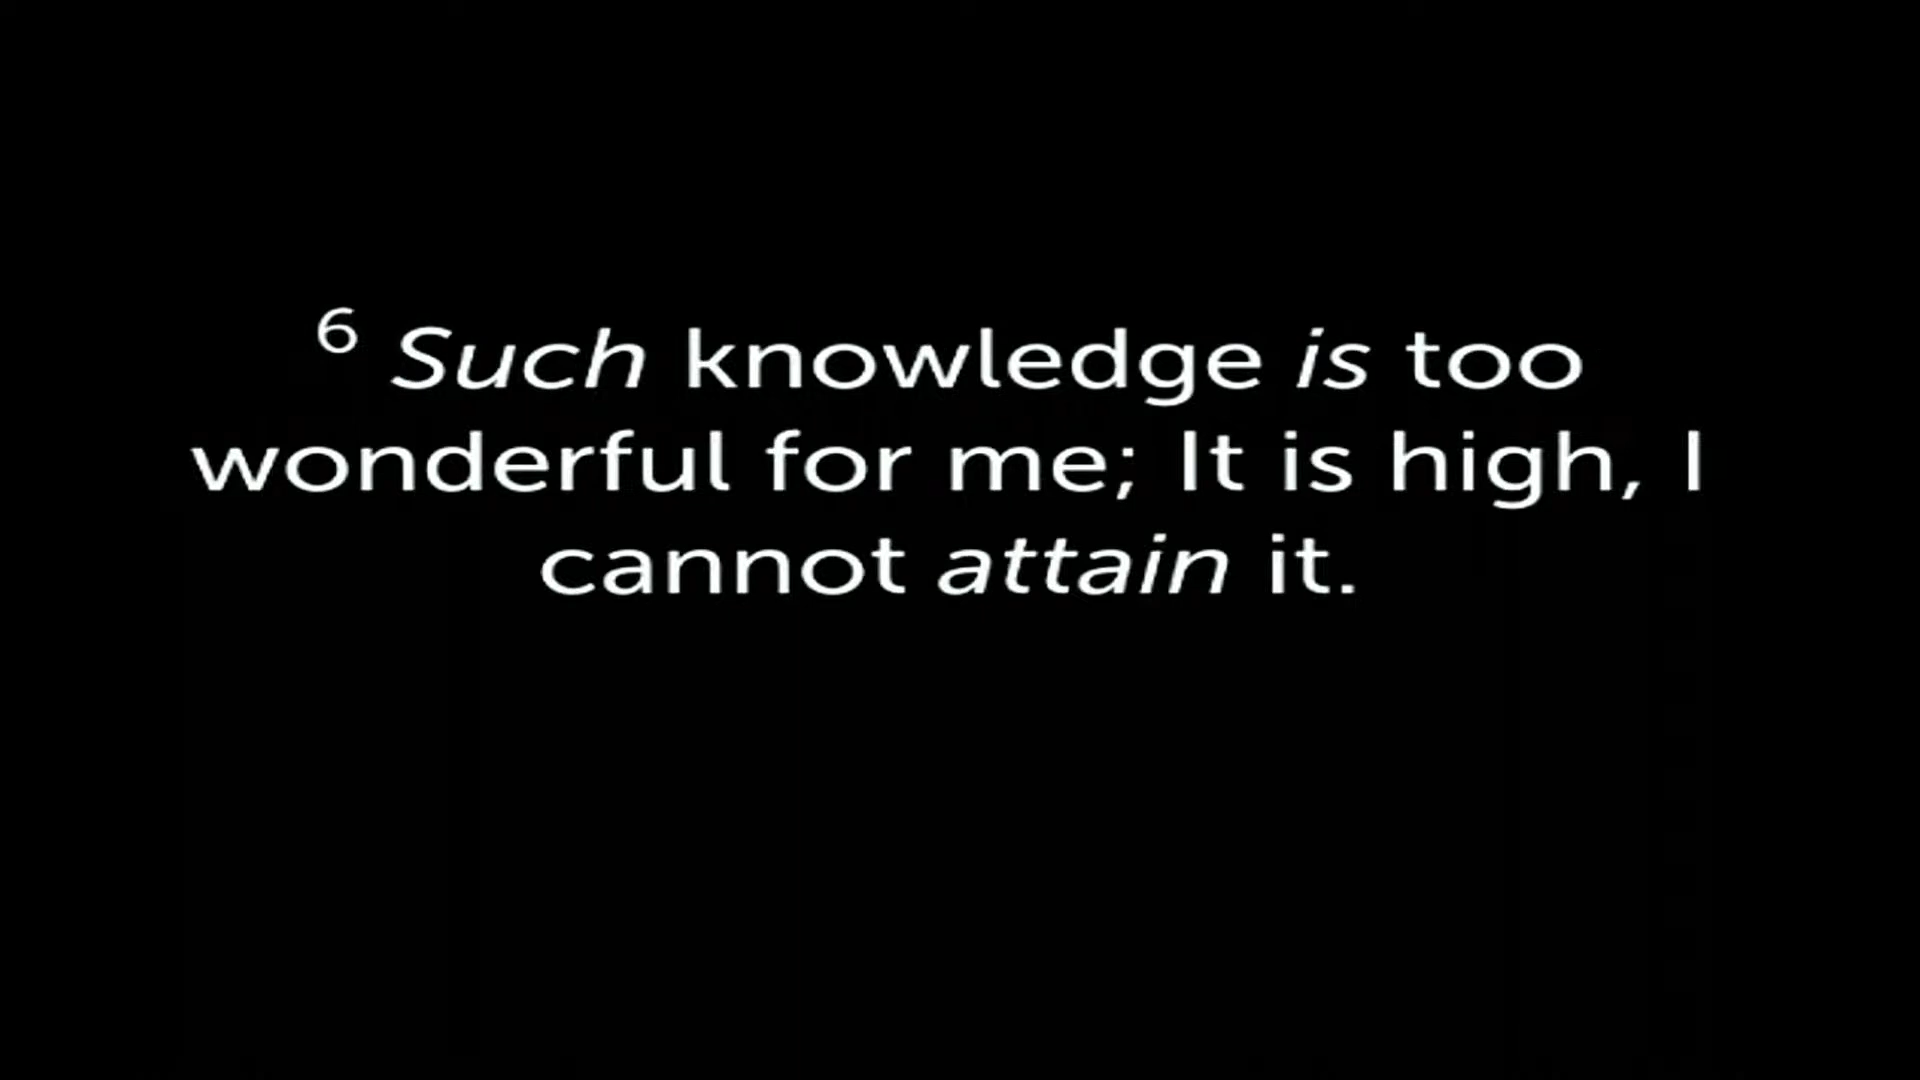 6 Such knowledge is too
wonderful for me; It is high, I
cannot attain it.